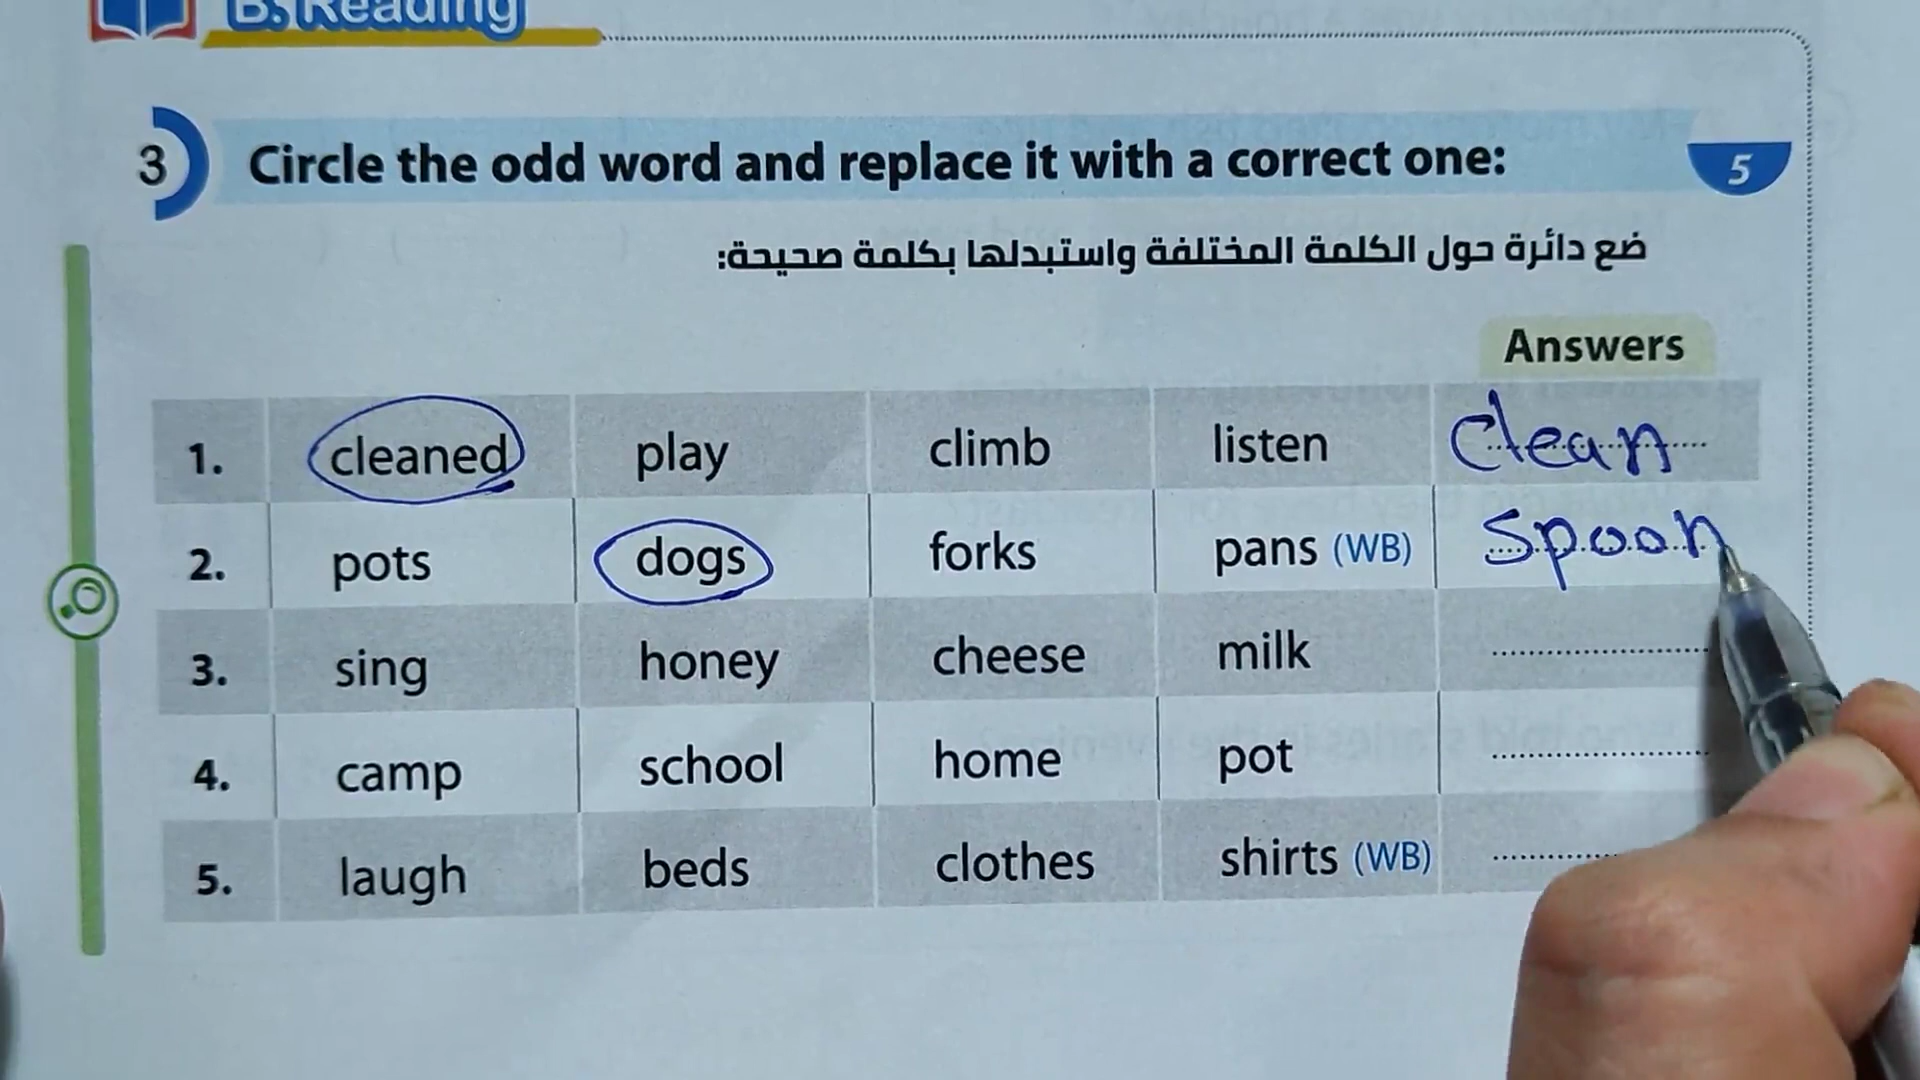 B. Reading
3 Circle the odd word and replace it with a correct one: 5
ضع دائرة حول الكلمة المختلفة واستبدلها بكلمة صحيحة:
Answers
1. cleaned play climb listen clean
2. pots dogs forks pans (WB) spoon
3. sing honey cheese milk
4. camp school home pot
5. laugh beds clothes shirts (WB)